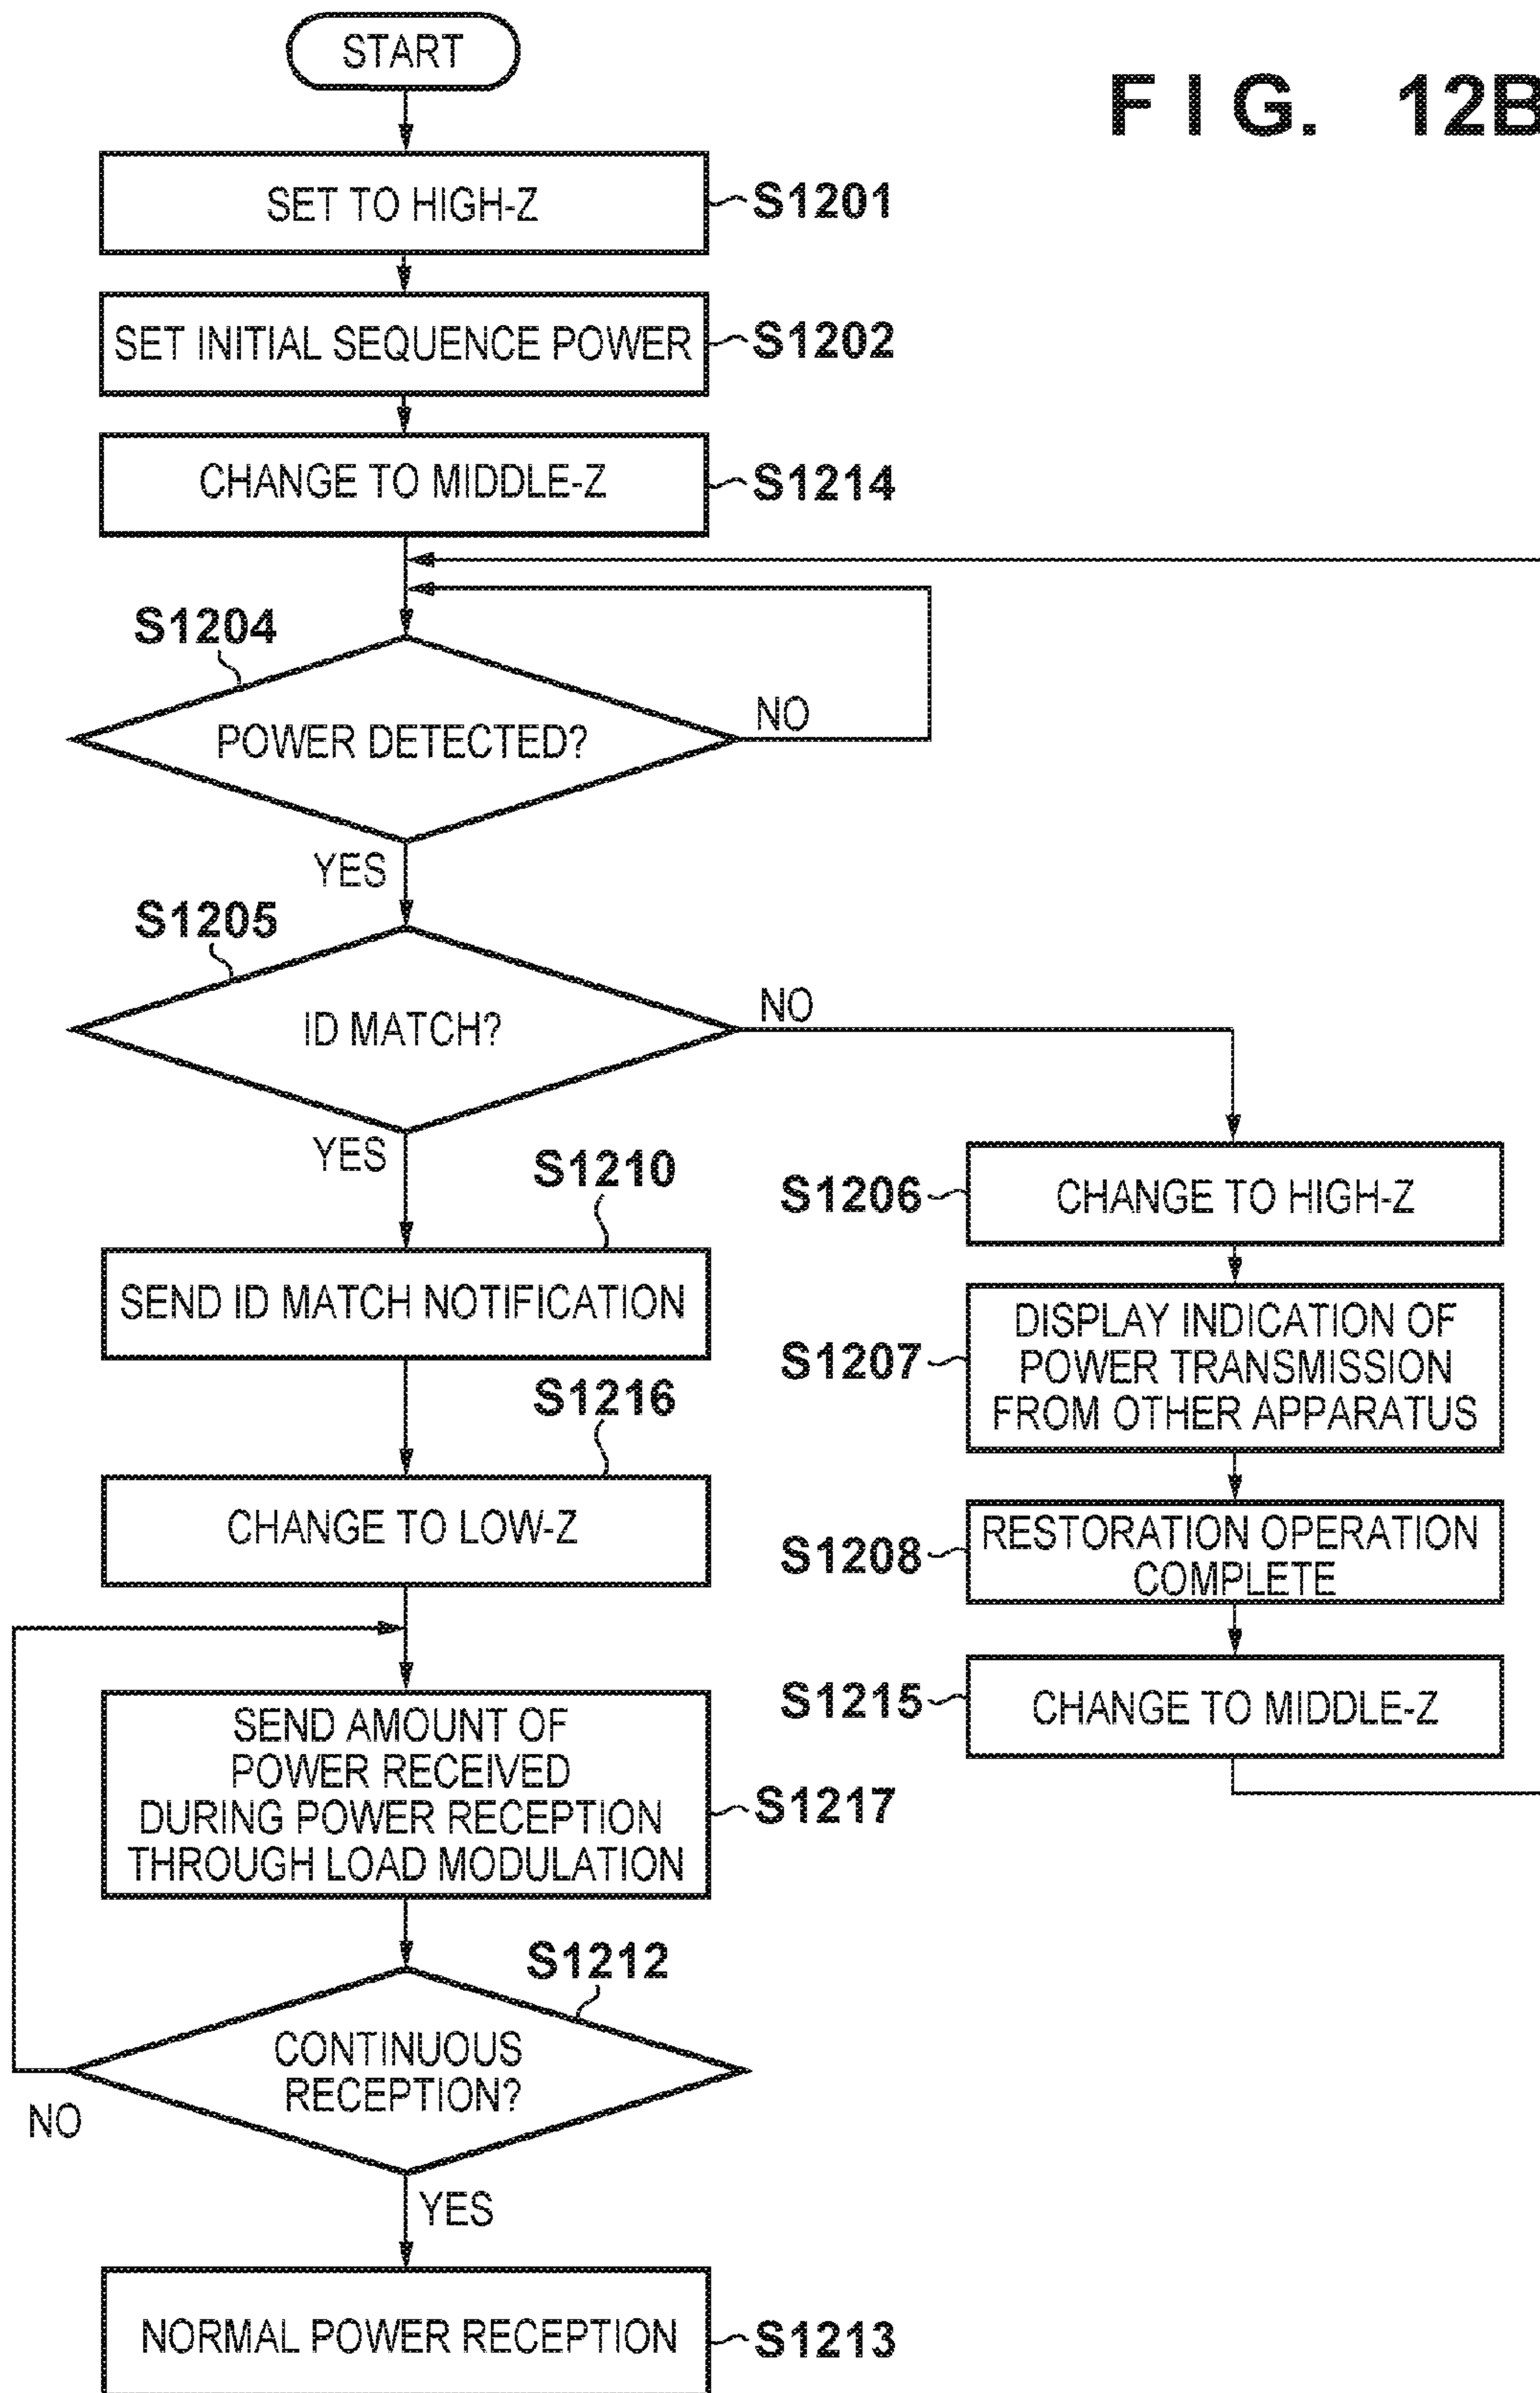 START
F I G. 12B
SET TO HIGH-Z
S1201
SET INITIAL SEQUENCE POWER
S1202
CHANGE TO MIDDLE-Z
S1214
S1204
POWER DETECTED?
NO
YES
S1205
ID MATCH?
NO
YES
S1210
SEND ID MATCH NOTIFICATION
S1206
CHANGE TO HIGH-Z
S1207
DISPLAY INDICATION OF
POWER TRANSMISSION
FROM OTHER APPARATUS
S1216
CHANGE TO LOW-Z
S1208
RESTORATION OPERATION
COMPLETE
S1215
CHANGE TO MIDDLE-Z
SEND AMOUNT OF
POWER RECEIVED
DURING POWER RECEPTION
THROUGH LOAD MODULATION
S1217
S1212
CONTINUOUS
RECEPTION?
NO
YES
NORMAL POWER RECEPTION
S1213